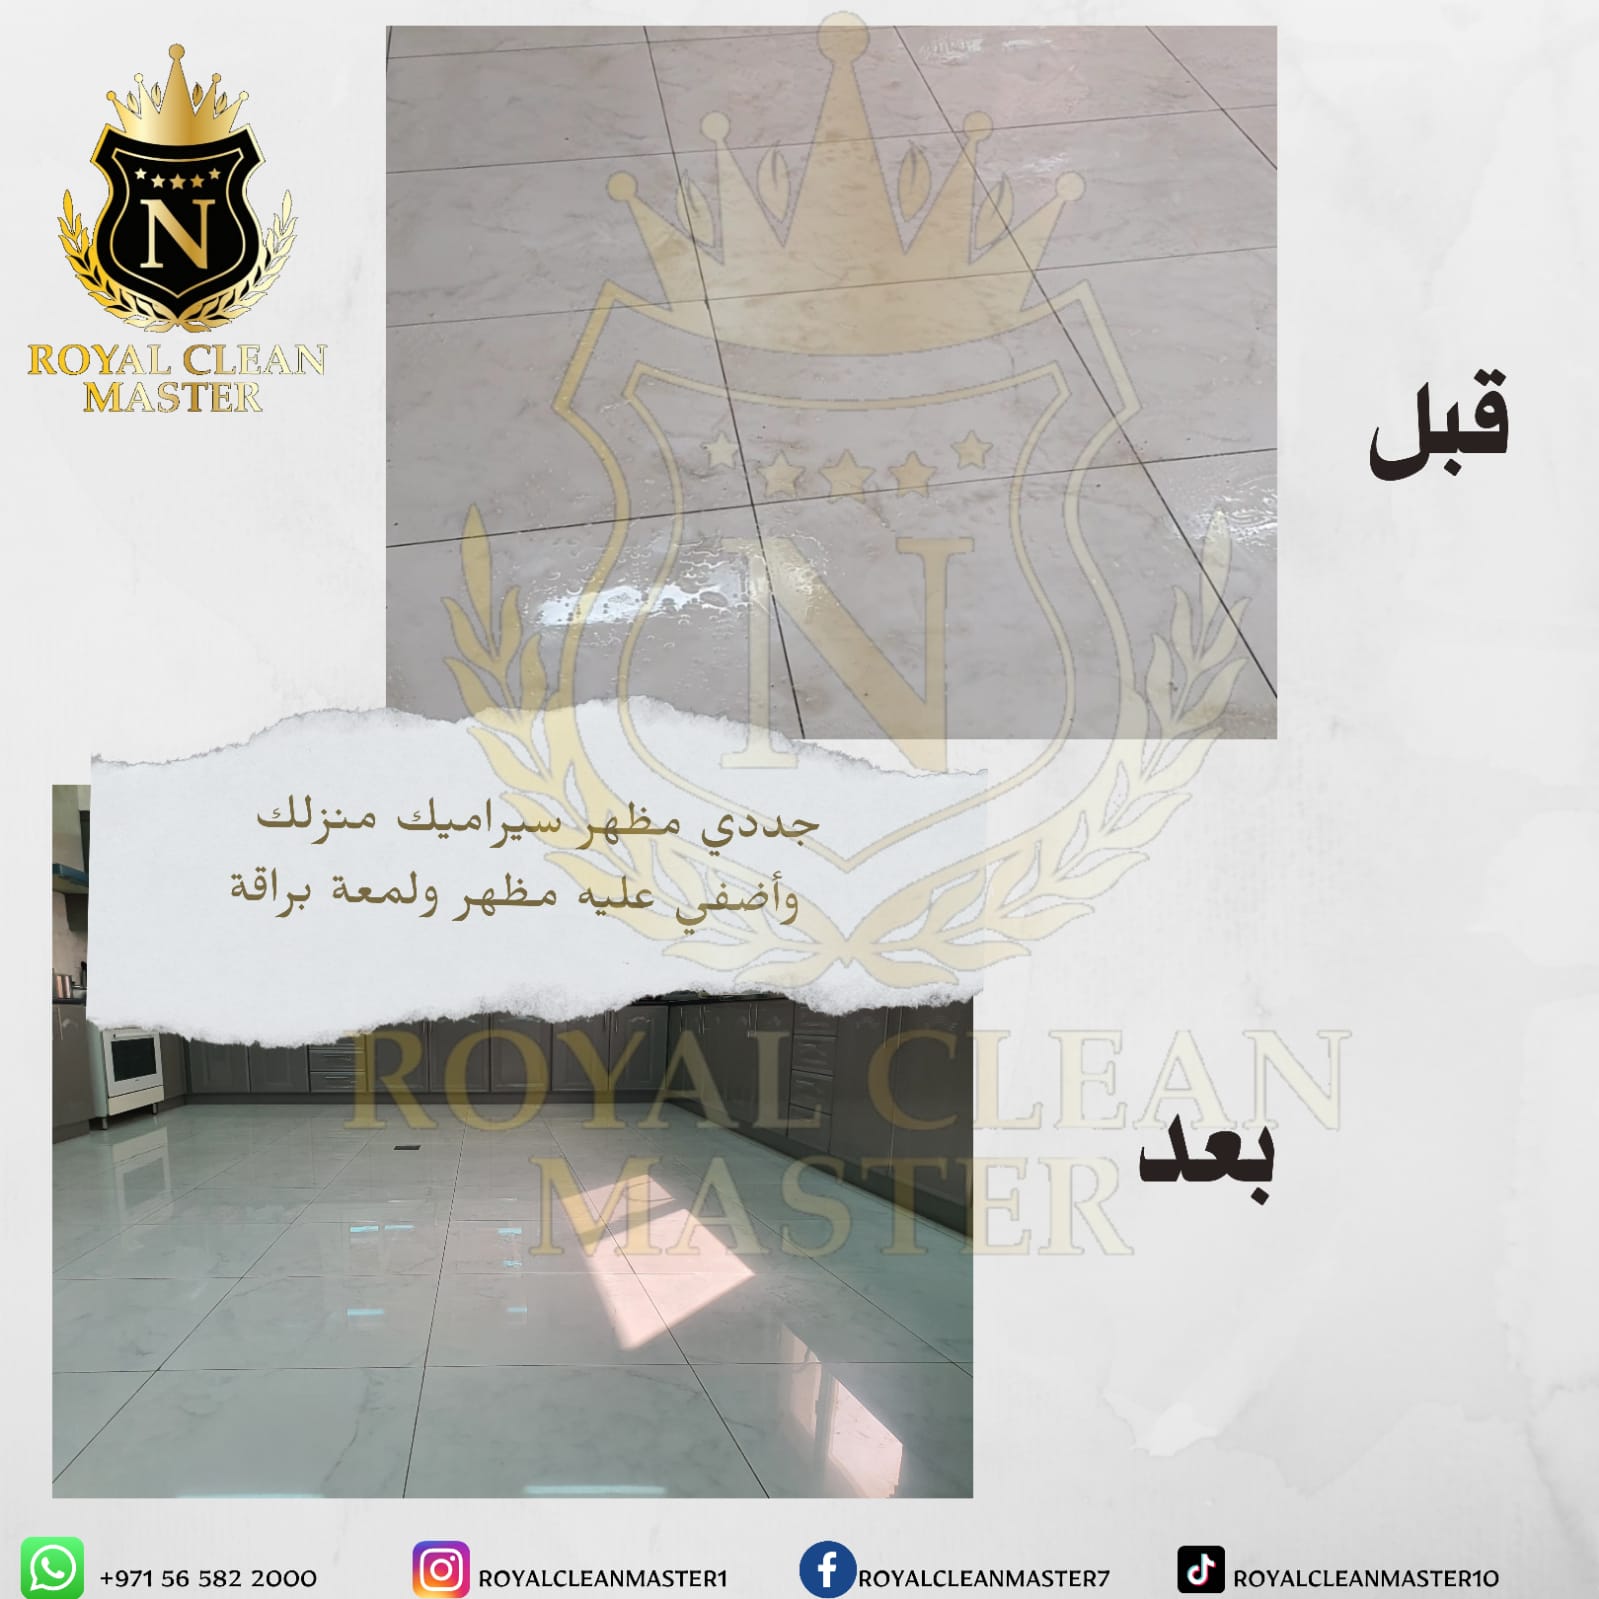 N
ROYAL CLEAN
MASTER
قبل
جددي مظهر سيراميك منزلك
وأضفي عليه مظهر ولمعة براقة
N
ROYAL CLEAN
MASTER
بعد
+971 56 582 2000
ROYALCLEANMASTER1
ROYALCLEANMASTER7
ROYALCLEANMASTER10